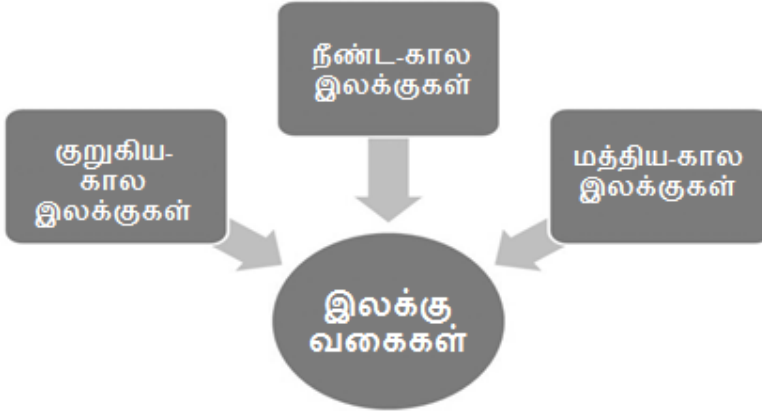 நீண்ட-கால
இலக்குகள்
குறுகிய-
கால
இலக்குகள்
மத்திய-கால
இலக்குகள்
இலக்கு
வகைகள்